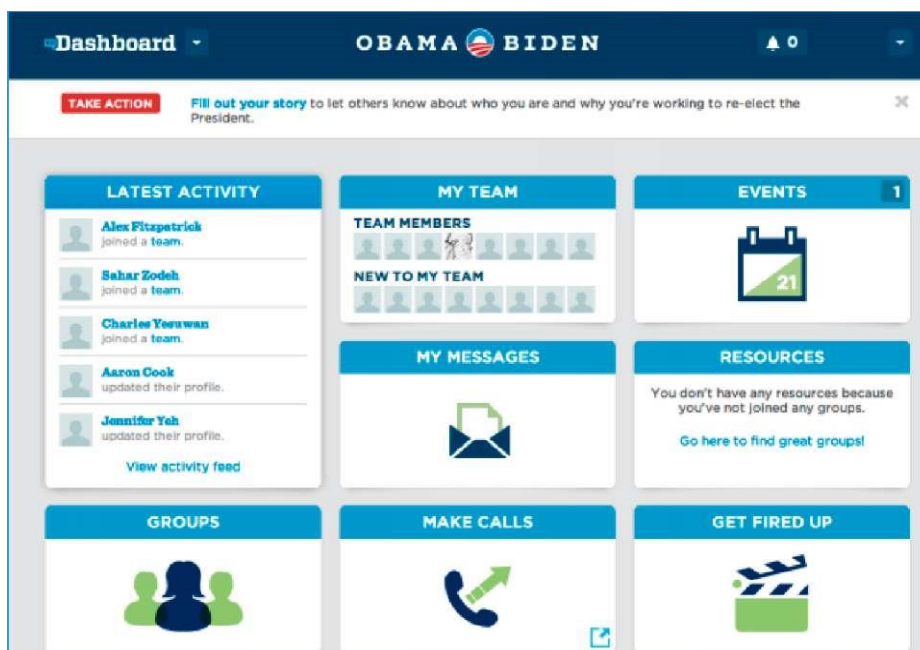 Dashboard
OBAMA BIDEN
0
TAKE ACTION
Fill out your story to let others know about who you are and why you're working to re-elect the
President.
LATEST ACTIVITY
Alex Fitzpatrick
joined a team.
Sahar Zodeh
joined a team.
Charles Yesuwan
joined a team.
Aaron Cook
updated their profile.
Jennifer Yeh
updated their profile.
View activity feed
MY TEAM
TEAM MEMBERS
NEW TO MY TEAM
EVENTS
1
21
MY MESSAGES
RESOURCES
You don't have any resources because
you've not joined any groups.
Go here to find great groups!
GROUPS
MAKE CALLS
GET FIRED UP